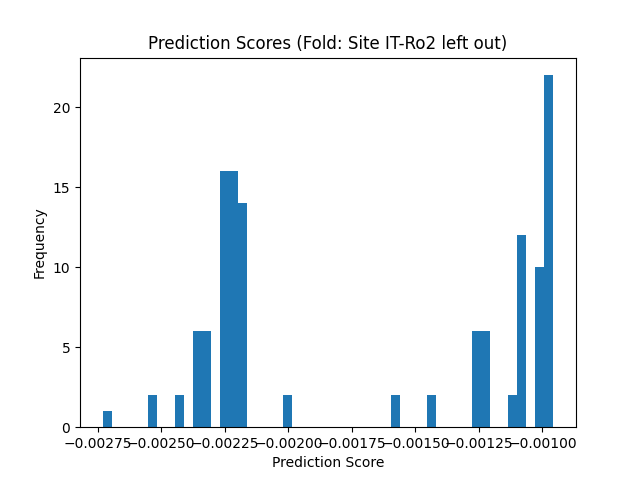 Prediction Scores (Fold: Site IT-Ro2 left out)
Frequency
20
15
10
5
0
−0.00275 −0.00250 −0.00225 −0.00200 −0.00175 −0.00150 −0.00125 −0.00100
Prediction Score